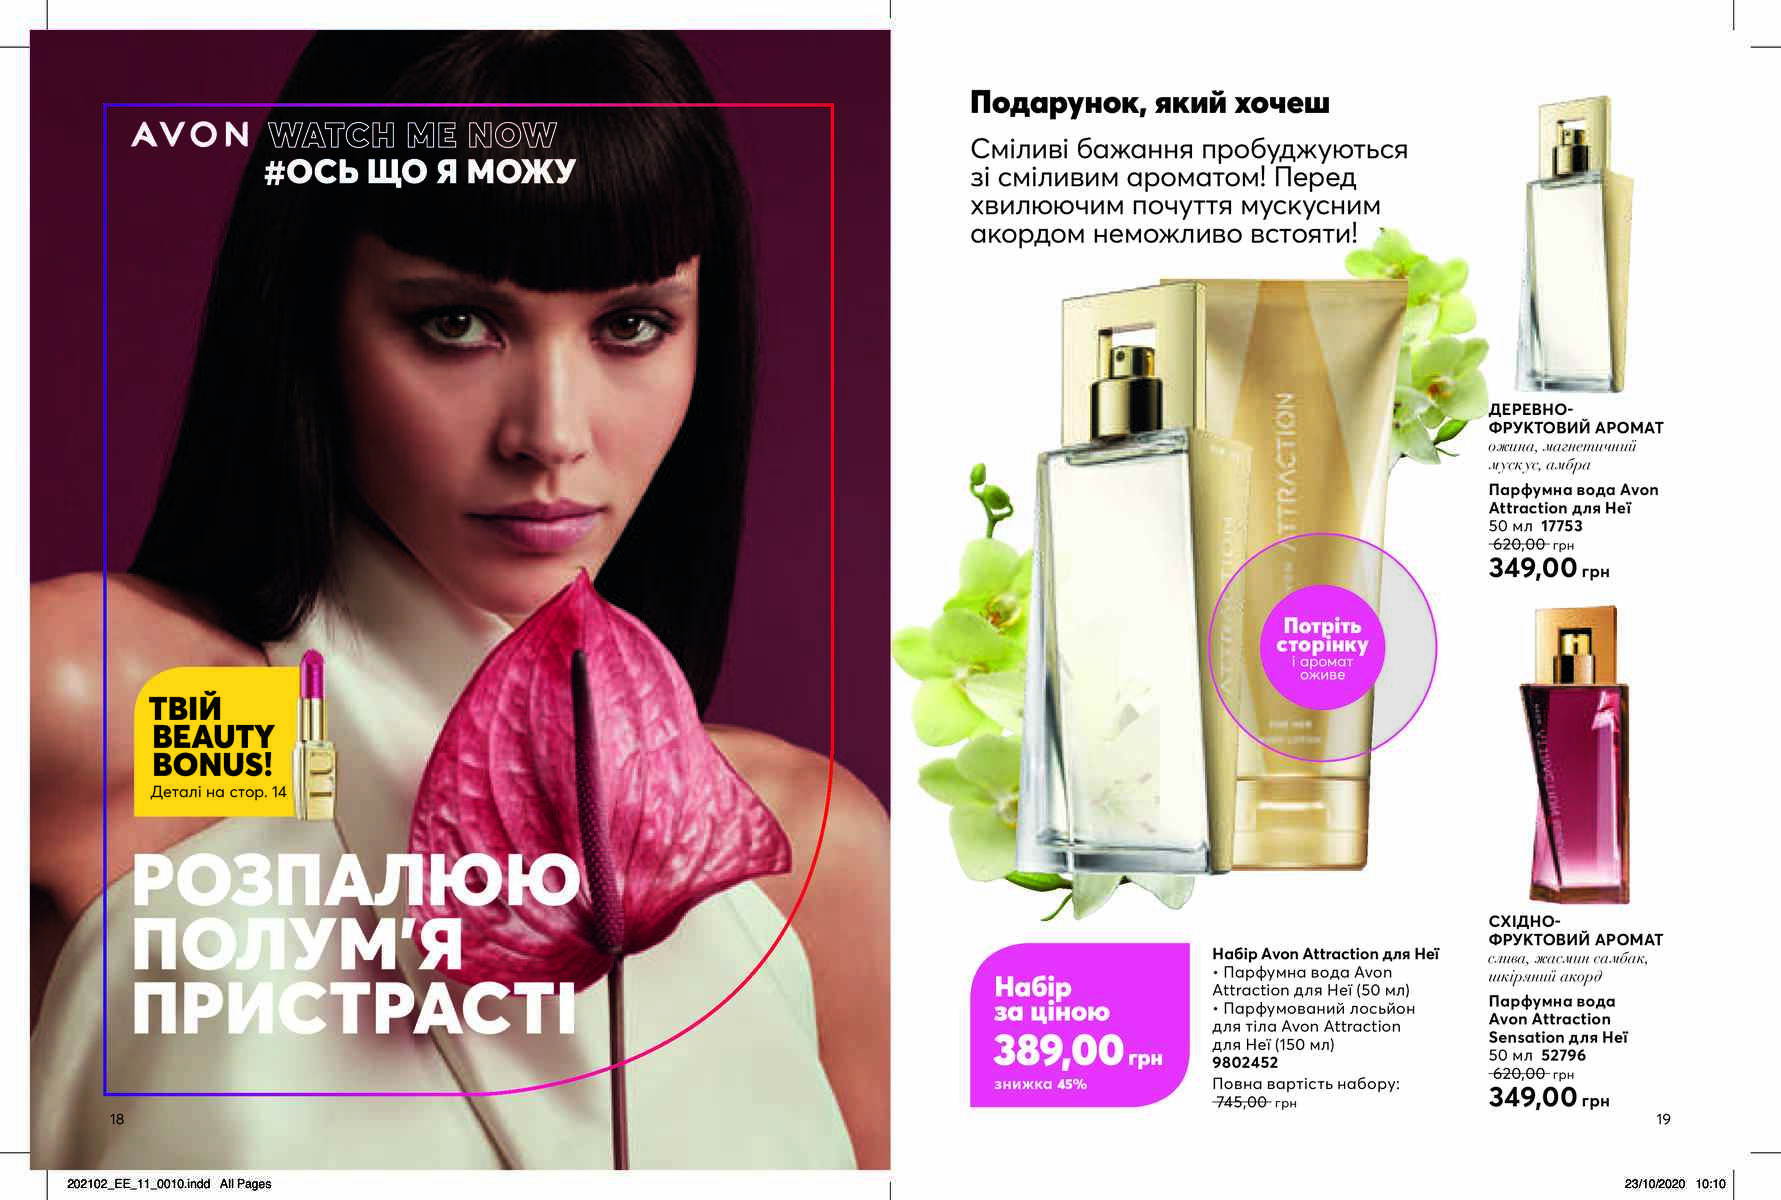 AVON WATCH ME NOW
#ОСЬ ЩО Я МОЖУ
ТВІЙ
BEAUTY
BONUS!
Деталі на стор. 14
РОЗПАЛЮЮ
ПОЛУМ'Я
ПРИСТРАСТІ
18
Подарунок, який хочеш
Сміливі бажання пробуджуються
зі сміливим ароматом! Перед
хвилюючим почуття мускусним
акордом неможливо встояти!
ATTRACTION
ATTRACTION
FOR HER
BODY LOTION
Потріть
сторінку
і аромат
оживе
Набір
за ціною
389,00 грн
знижка 45%
Набір Avon Attraction для Неї
• Парфумна вода Avon
Attraction для Неї (50 мл)
• Парфумований лосьйон
для тіла Avon Attraction
для Неї (150 мл)
9802452
Повна вартість набору:
745,00 грн
ДЕРЕВНО-
ФРУКТОВИЙ АРОМАТ
ожина, магнетичний
мускус, амбра
Парфумна вода Avon
Attraction для Неї
50 мл 17753
620,00 грн
349,00 грн
СХІДНО-
ФРУКТОВИЙ АРОМАТ
слива, жасмин самбак,
шкіряний акорд
Парфумна вода
Avon Attraction
Sensation для Неї
50 мл 52796
620,00 грн
349,00 грн
19
202102_EE_11_0010.indd All Pages
23/10/2020 10:10